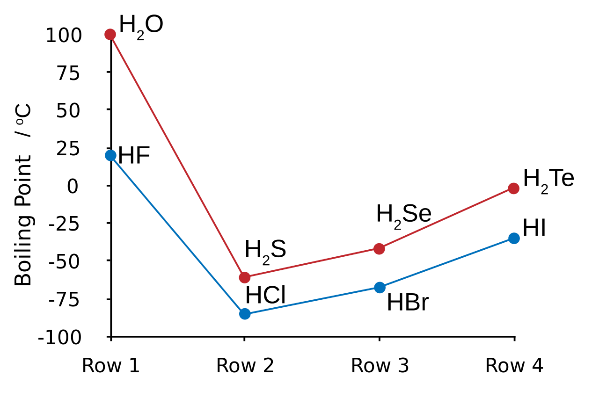 H₂O
100
75
50
25
0
-25
-50
-75
-100
Boiling Point / ºC
HF
H₂S
HCl
H₂Se
HBr
H₂Te
HI
Row 1 Row 2 Row 3 Row 4